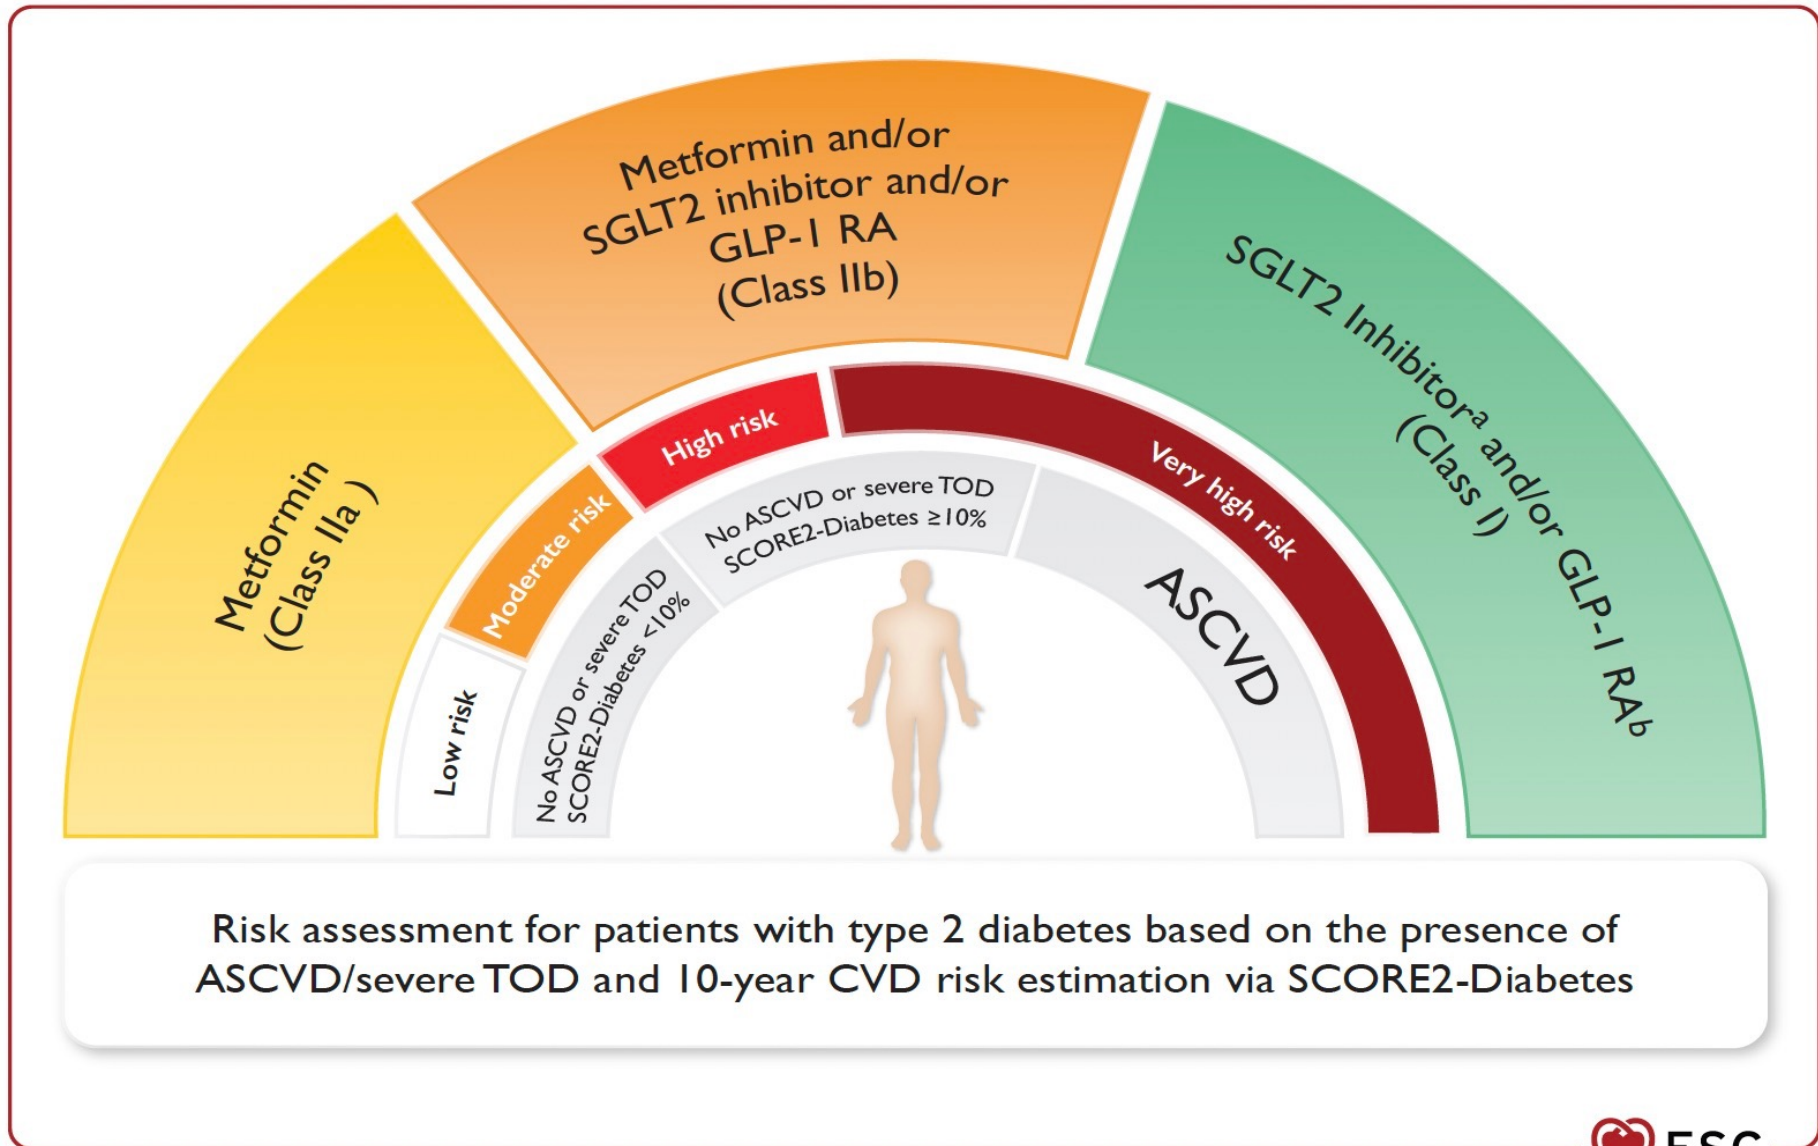 Metformin and/or
SGLT2 inhibitor and/or
GLP-1 RA
(Class IIb)
SGLT2 Inhibitorᵃ and/or GLP-1 RAᵇ
(Class I)
Metformin
(Class IIa )
High risk
Very high risk
Moderate risk
Low risk
No ASCVD or severe TOD
SCORE2-Diabetes ≥10%
No ASCVD or severe TOD
SCORE2-Diabetes <10%
ASCVD
Risk assessment for patients with type 2 diabetes based on the presence of
ASCVD/severe TOD and 10-year CVD risk estimation via SCORE2-Diabetes
ESC